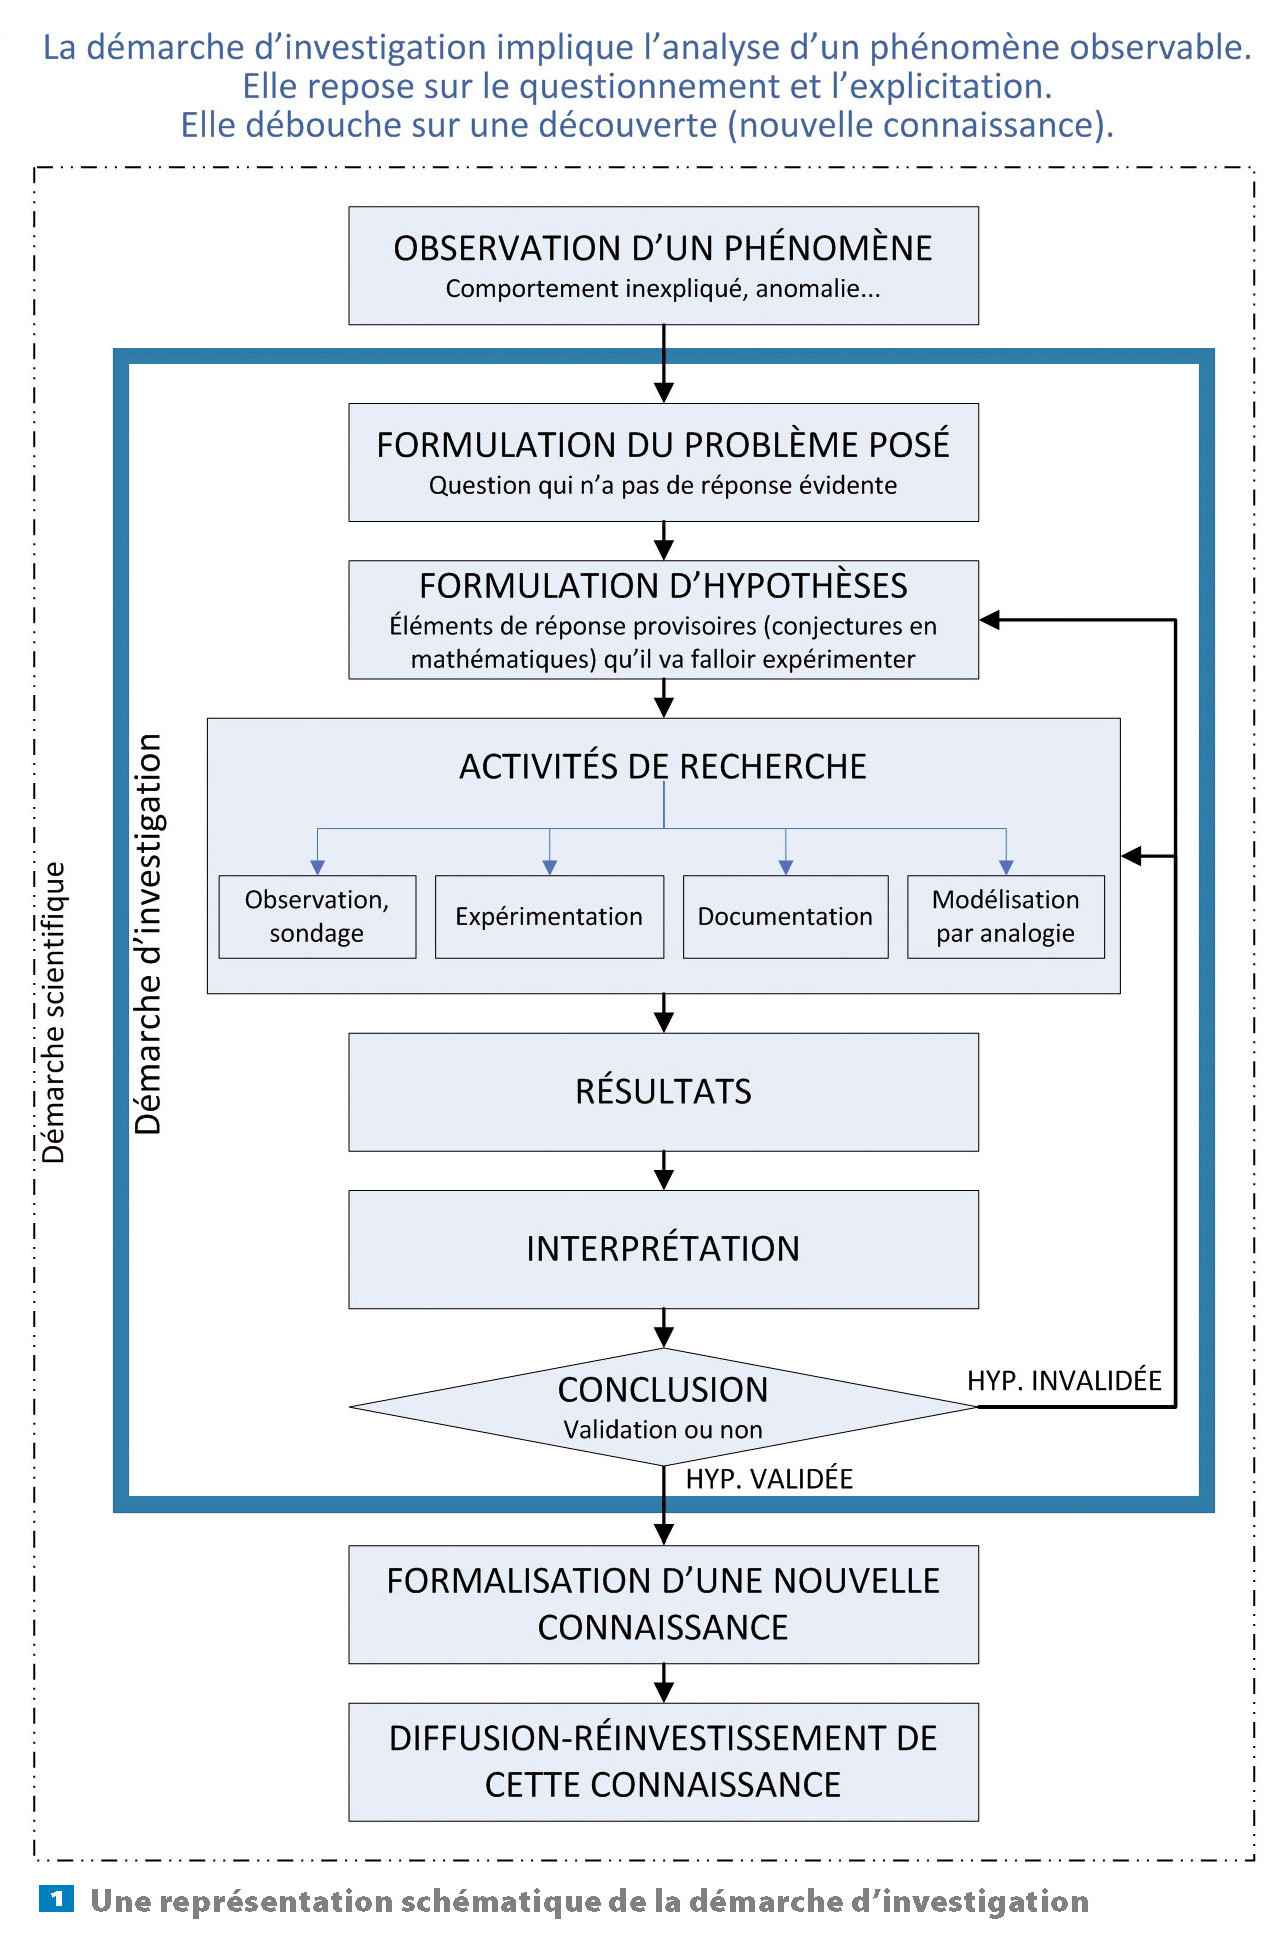 La démarche d’investigation implique l’analyse d’un phénomène observable.
Elle repose sur le questionnement et l’explicitation.
Elle débouche sur une découverte (nouvelle connaissance).
OBSERVATION D’UN PHÉNOMÈNE
Comportement inexpliqué, anomalie...
FORMULATION DU PROBLÈME POSÉ
Question qui n’a pas de réponse évidente
FORMULATION D’HYPOTHÈSES
Éléments de réponse provisoires (conjectures en
mathématiques) qu’il va falloir expérimenter
ACTIVITÉS DE RECHERCHE
Observation,
sondage
Expérimentation
Documentation
Modélisation
par analogie
Démarche scientifique
Démarche d’investigation
RÉSULTATS
INTERPRÉTATION
CONCLUSION
Validation ou non
HYP. INVALIDÉE
HYP. VALIDÉE
FORMALISATION D’UNE NOUVELLE
CONNAISSANCE
DIFFUSION-RÉINVESTISSEMENT DE
CETTE CONNAISSANCE
1 Une représentation schématique de la démarche d’investigation